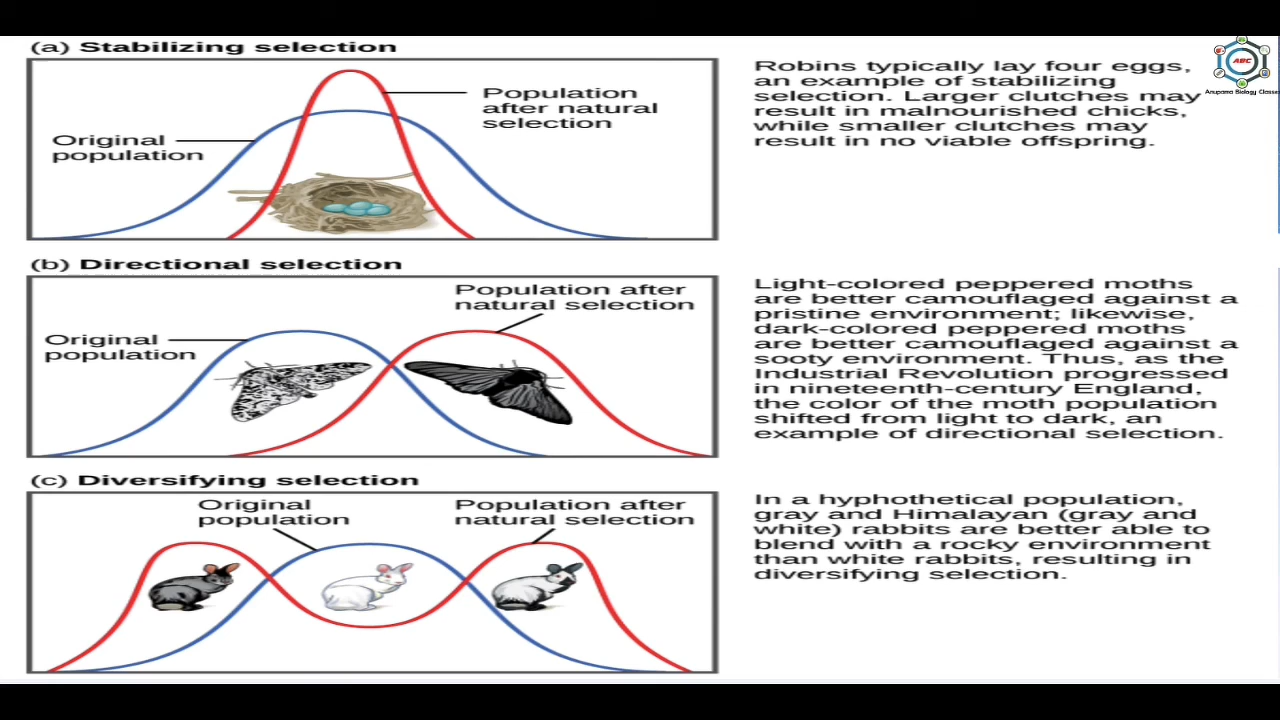 (a) Stabilizing selection
Population
after natural
selection
Original
population
Robins typically lay four eggs,
an example of stabilizing
selection. Larger clutches may
result in malnourished chicks,
while smaller clutches may
result in no viable offspring.
ABC
Anupama Biology Classes
(b) Directional selection
Population after
natural selection
Original
population
Light-colored peppered moths
are better camouflaged against a
pristine environment; likewise,
dark-colored peppered moths
are better camouflaged against a
sooty environment. Thus, as the
Industrial Revolution progressed
in nineteenth-century England,
the color of the moth population
shifted from light to dark, an
example of directional selection.
(c) Diversifying selection
Original
population
Population after
natural selection
In a hyphothetical population,
gray and Himalayan (gray and
white) rabbits are better able to
blend with a rocky environment
than white rabbits, resulting in
diversifying selection.